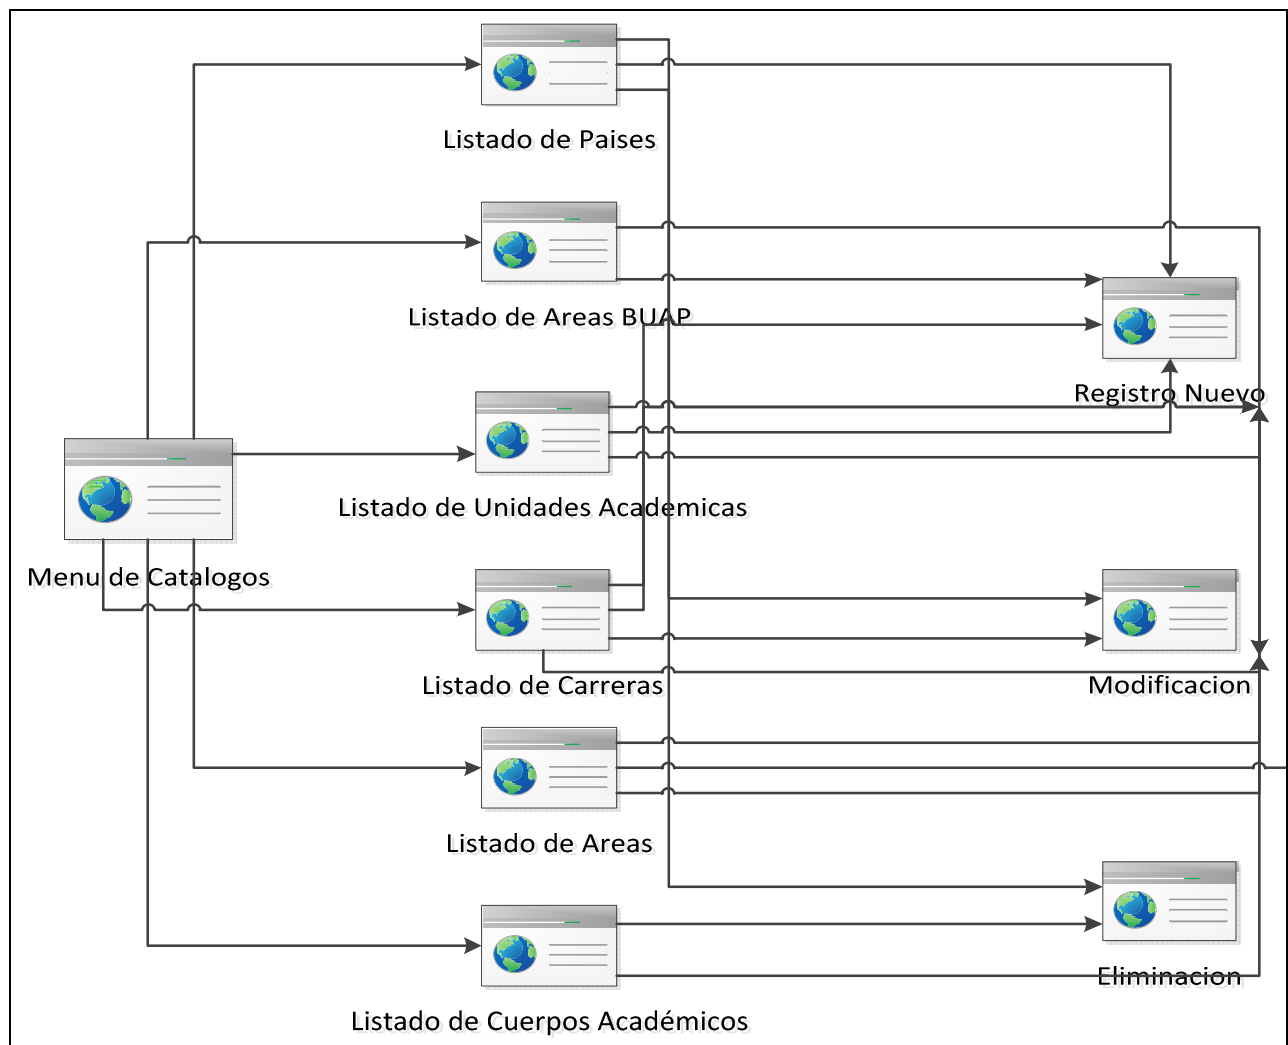 Listado de Paises
Listado de Areas BUAP
Registro Nuevo
Listado de Unidades Academicas
Menu de Catalogos
Listado de Carreras
Modificacion
Listado de Areas
Eliminacion
Listado de Cuerpos Académicos